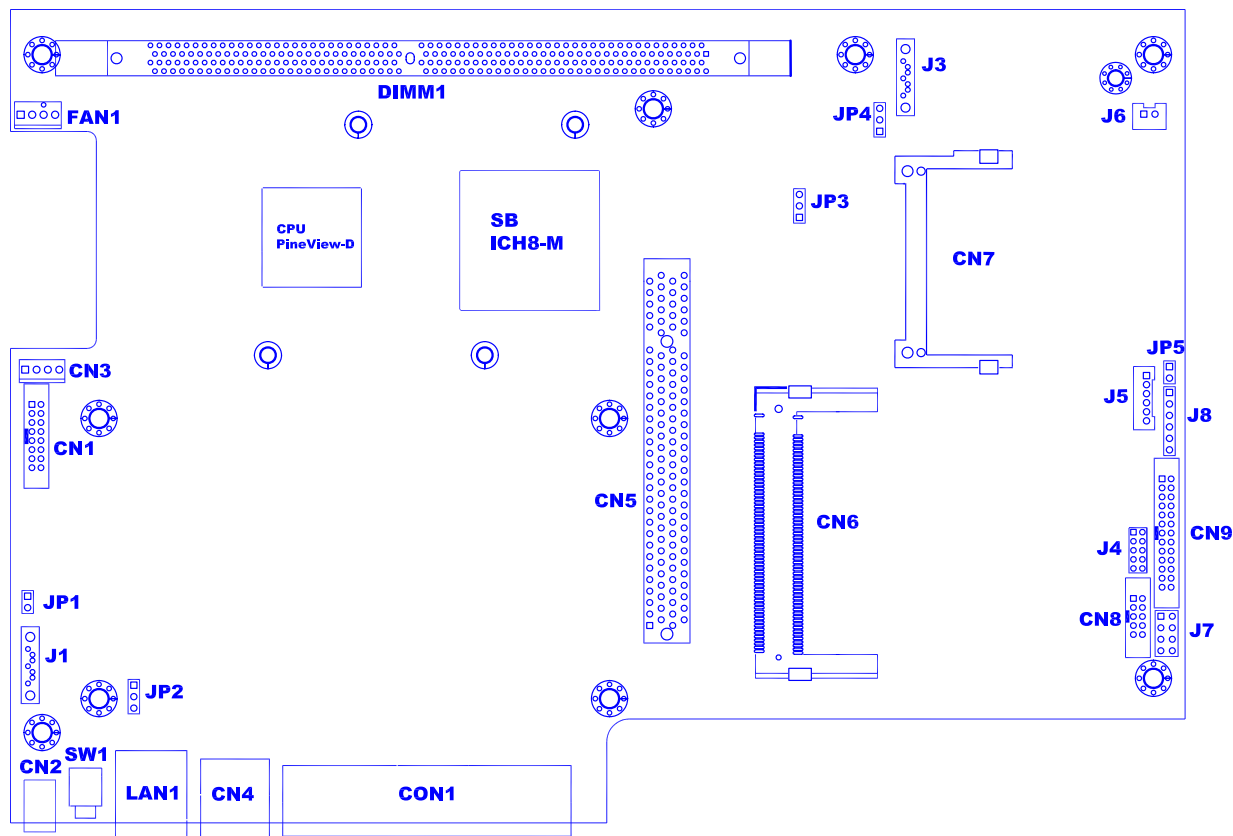 J3
DIMM1
FAN1
JP4
J6
JP3
CPU
PineView-D
SB
ICH8-M
CN7
JP5
CN3
J5
J8
CN1
CN5
CN6
CN9
J4
JP1
CN8
J7
J1
JP2
SW1
CN2
LAN1
CN4
CON1